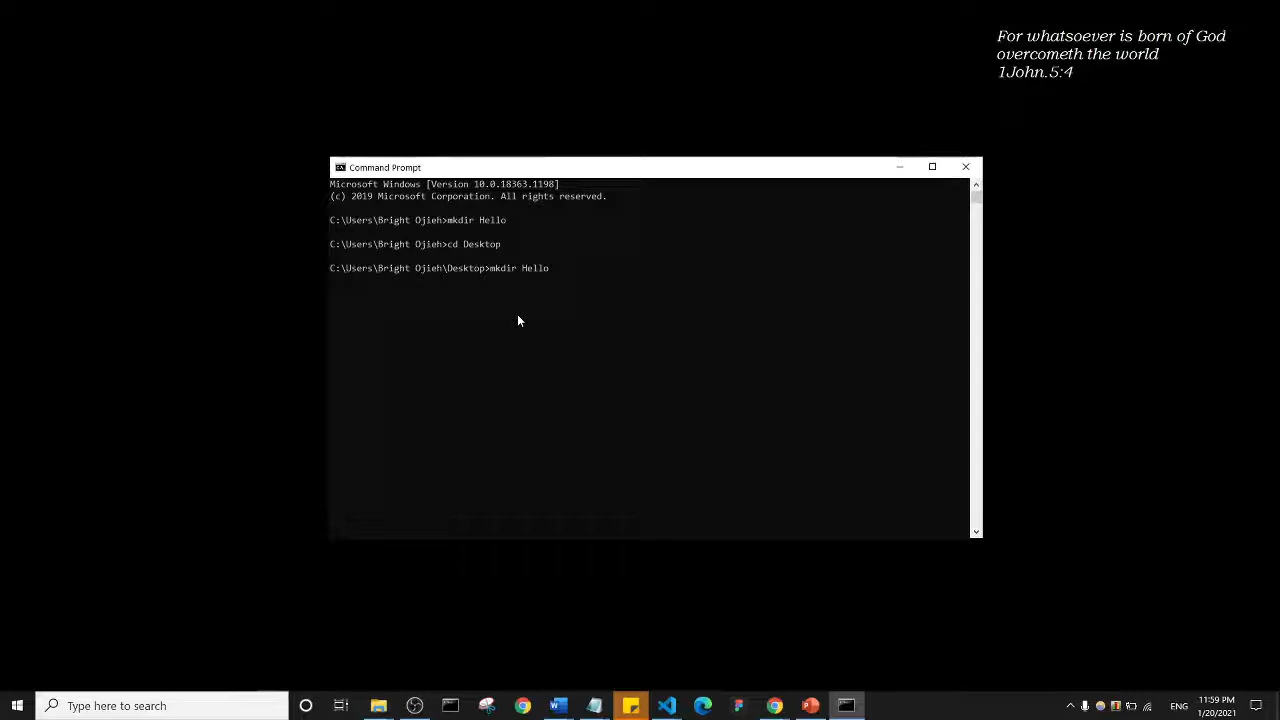 For whatsoever is born of God
overcometh the world
1John.5:4
Command Prompt
Microsoft Windows [Version 10.0.18363.1198]
(c) 2019 Microsoft Corporation. All rights reserved.
C:\Users\Bright Ojieh>mkdir Hello
C:\Users\Bright Ojieh>cd Desktop
C:\Users\Bright Ojieh\Desktop>mkdir Hello
Type here to search
ENG
11:59 PM
1/20/2021